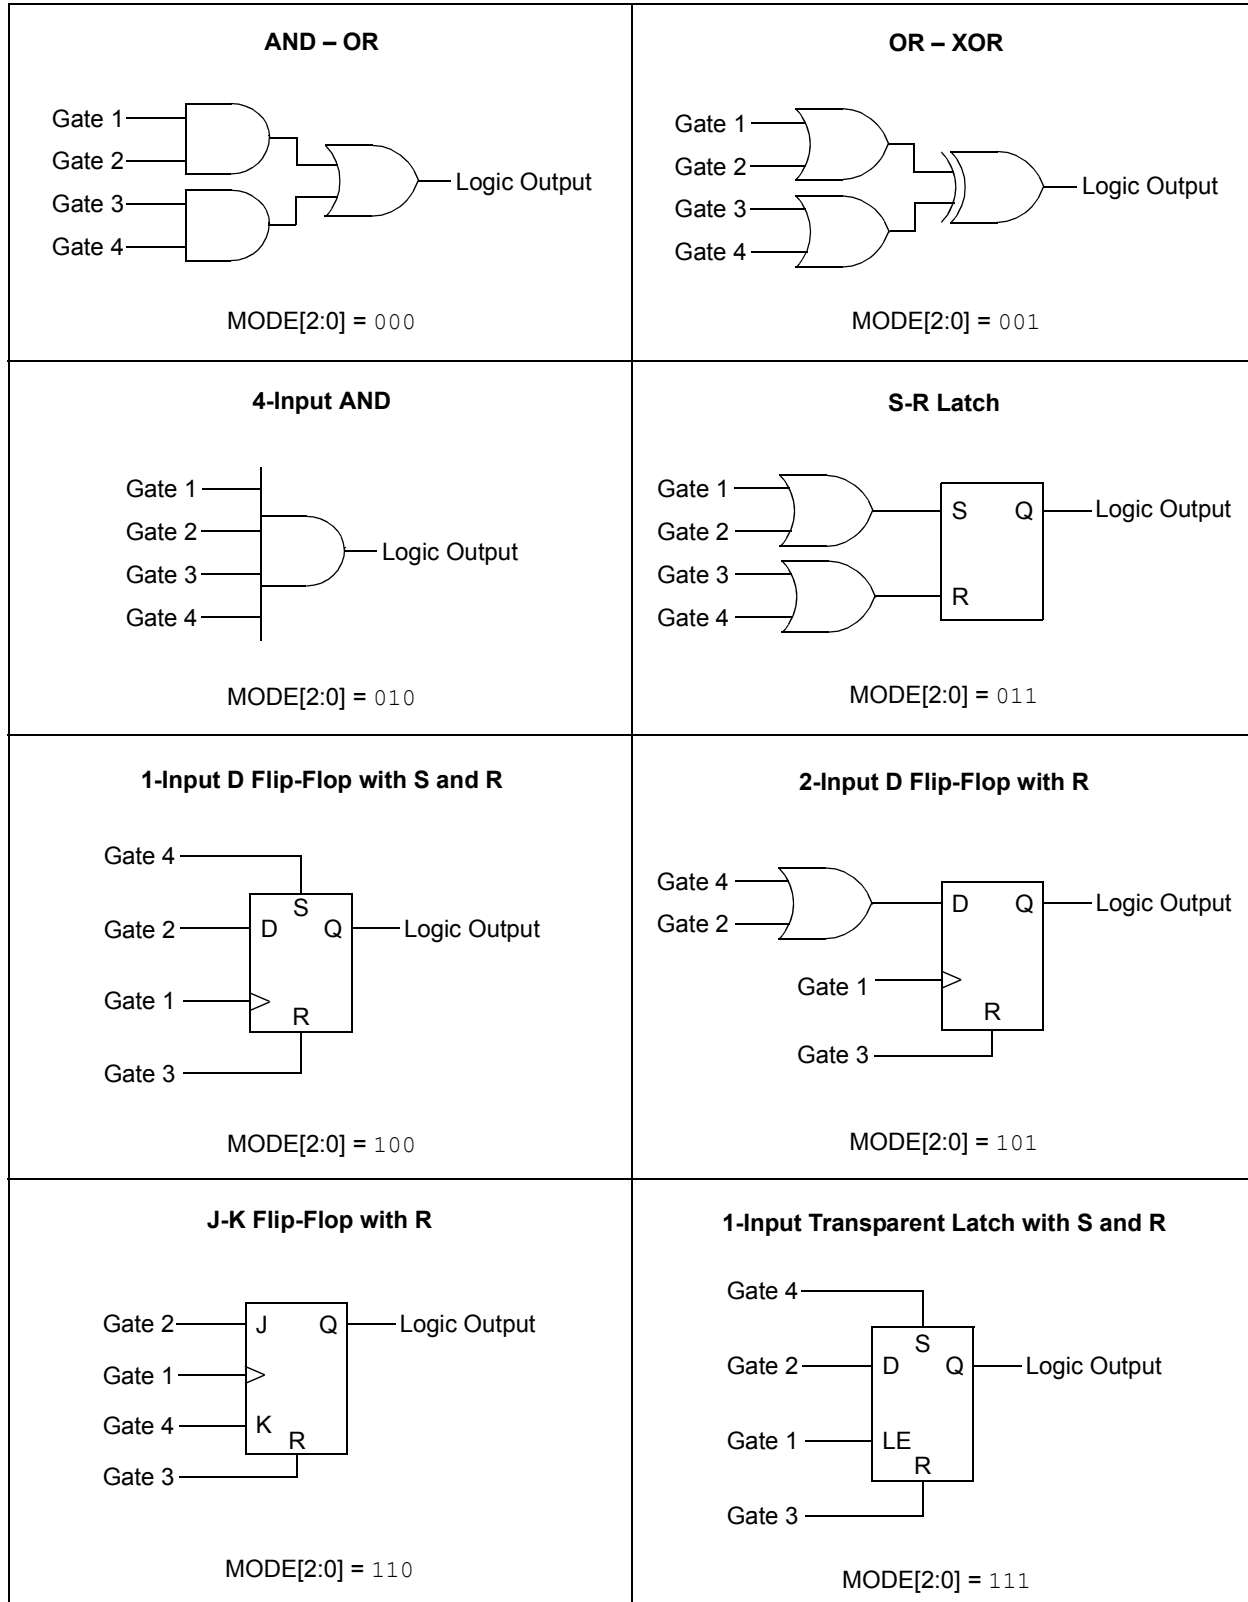 AND – OR
Gate 1
Gate 2
Gate 3
Gate 4
Logic Output
MODE[2:0] = 000
OR – XOR
Gate 1
Gate 2
Gate 3
Gate 4
Logic Output
MODE[2:0] = 001
4-Input AND
Gate 1
Gate 2
Gate 3
Gate 4
Logic Output
MODE[2:0] = 010
S-R Latch
Gate 1
Gate 2
Gate 3
Gate 4
S Q
R
Logic Output
MODE[2:0] = 011
1-Input D Flip-Flop with S and R
Gate 4
S
Gate 2
D Q
Logic Output
Gate 1
R
Gate 3
MODE[2:0] = 100
2-Input D Flip-Flop with R
Gate 4
Gate 2
D Q
Logic Output
Gate 1
R
Gate 3
MODE[2:0] = 101
J-K Flip-Flop with R
Gate 2
J Q
Logic Output
Gate 1
Gate 4
K
R
Gate 3
MODE[2:0] = 110
1-Input Transparent Latch with S and R
Gate 4
S
Gate 2
D Q
Logic Output
Gate 1
LE
R
Gate 3
MODE[2:0] = 111